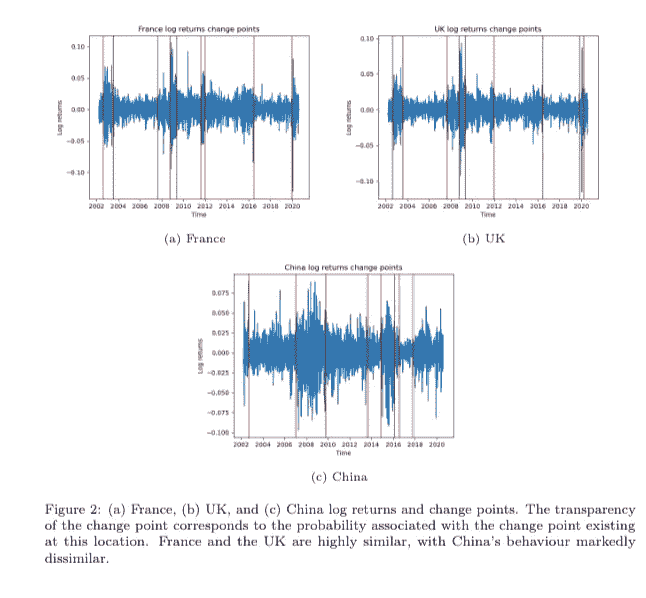 France log returns change points
0.10
0.05
0.00
−0.05
−0.10
Log returns
2002 2004 2006 2008 2010 2012 2014 2016 2018 2020
Time
(a) France
UK log returns change points
0.10
0.05
0.00
−0.05
−0.10
Log returns
2002 2004 2006 2008 2010 2012 2014 2016 2018 2020
Time
(b) UK
China log returns change points
0.075
0.050
0.025
0.000
−0.025
−0.050
−0.075
−0.100
Log returns
2002 2004 2006 2008 2010 2012 2014 2016 2018 2020
Time
(c) China
Figure 2: (a) France, (b) UK, and (c) China log returns and change points. The transparency
of the change point corresponds to the probability associated with the change point existing
at this location. France and the UK are highly similar, with China's behaviour markedly
dissimilar.